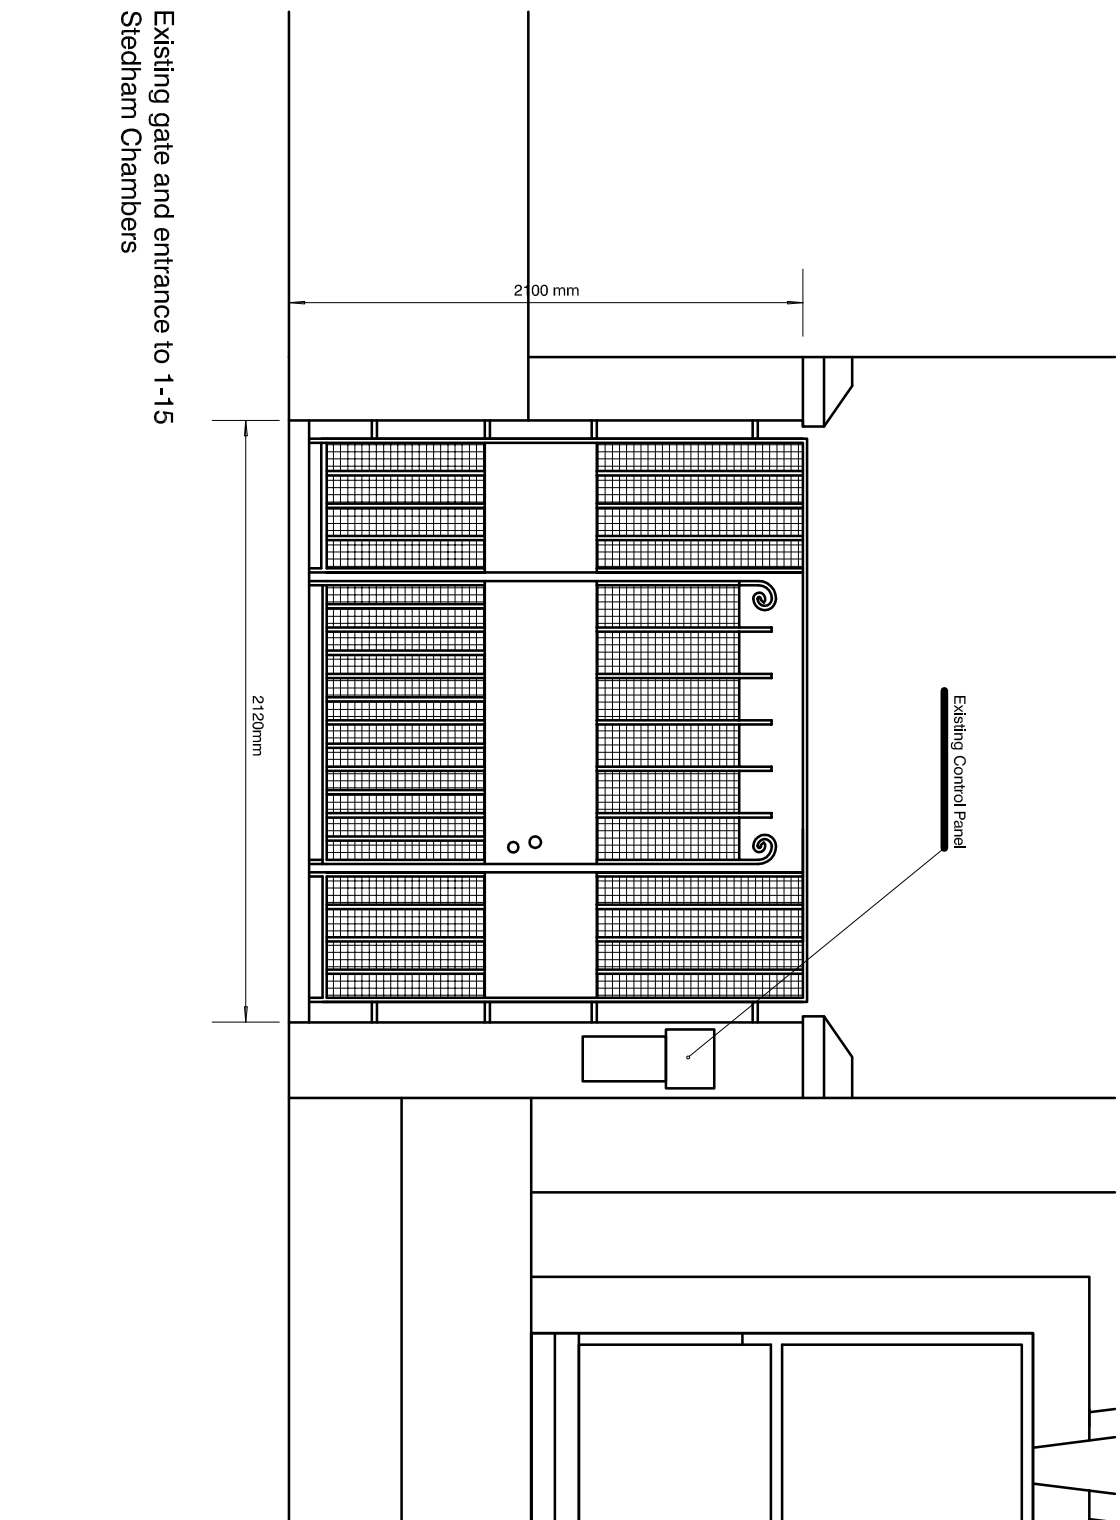 Existing gate and entrance to 1-15
Stedham Chambers
2100 mm
2120mm
Existing Control Panel